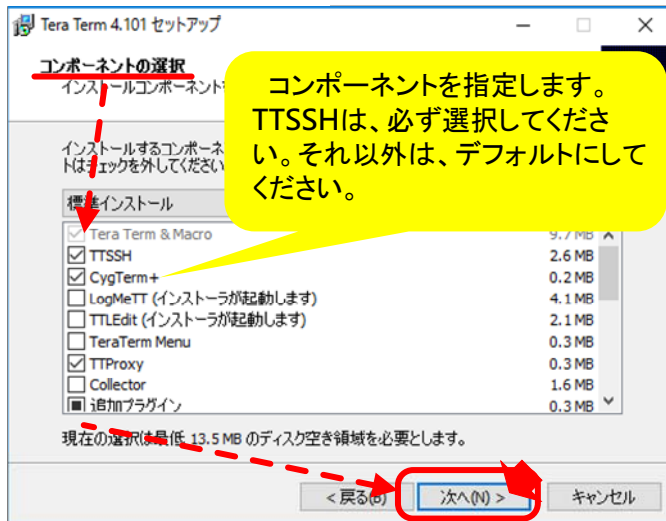 Tera Term 4.101 セットアップ
コンポーネントの選択
インストールコンポーネント
コンポーネントを指定します。
TTSSHは、必ず選択してくださ
い。それ以外は、デフォルトにして
ください。
インストールするコンポーネ
トはチェックを外してください
標準インストール
Tera Term & Macro 9.7 MB
TTSSH 2.6 MB
CygTerm+ 0.2 MB
LogMeTT (インストーラが起動します) 4.1 MB
TTLEdit (インストーラが起動します) 2.1 MB
TeraTerm Menu 0.3 MB
TTProxy 0.3 MB
Collector 1.6 MB
追加プラグイン 0.3 MB
現在の選択は最低 13.5 MB のディスク空き領域を必要とします。
< 戻る(B) 次へ(N) > キャンセル